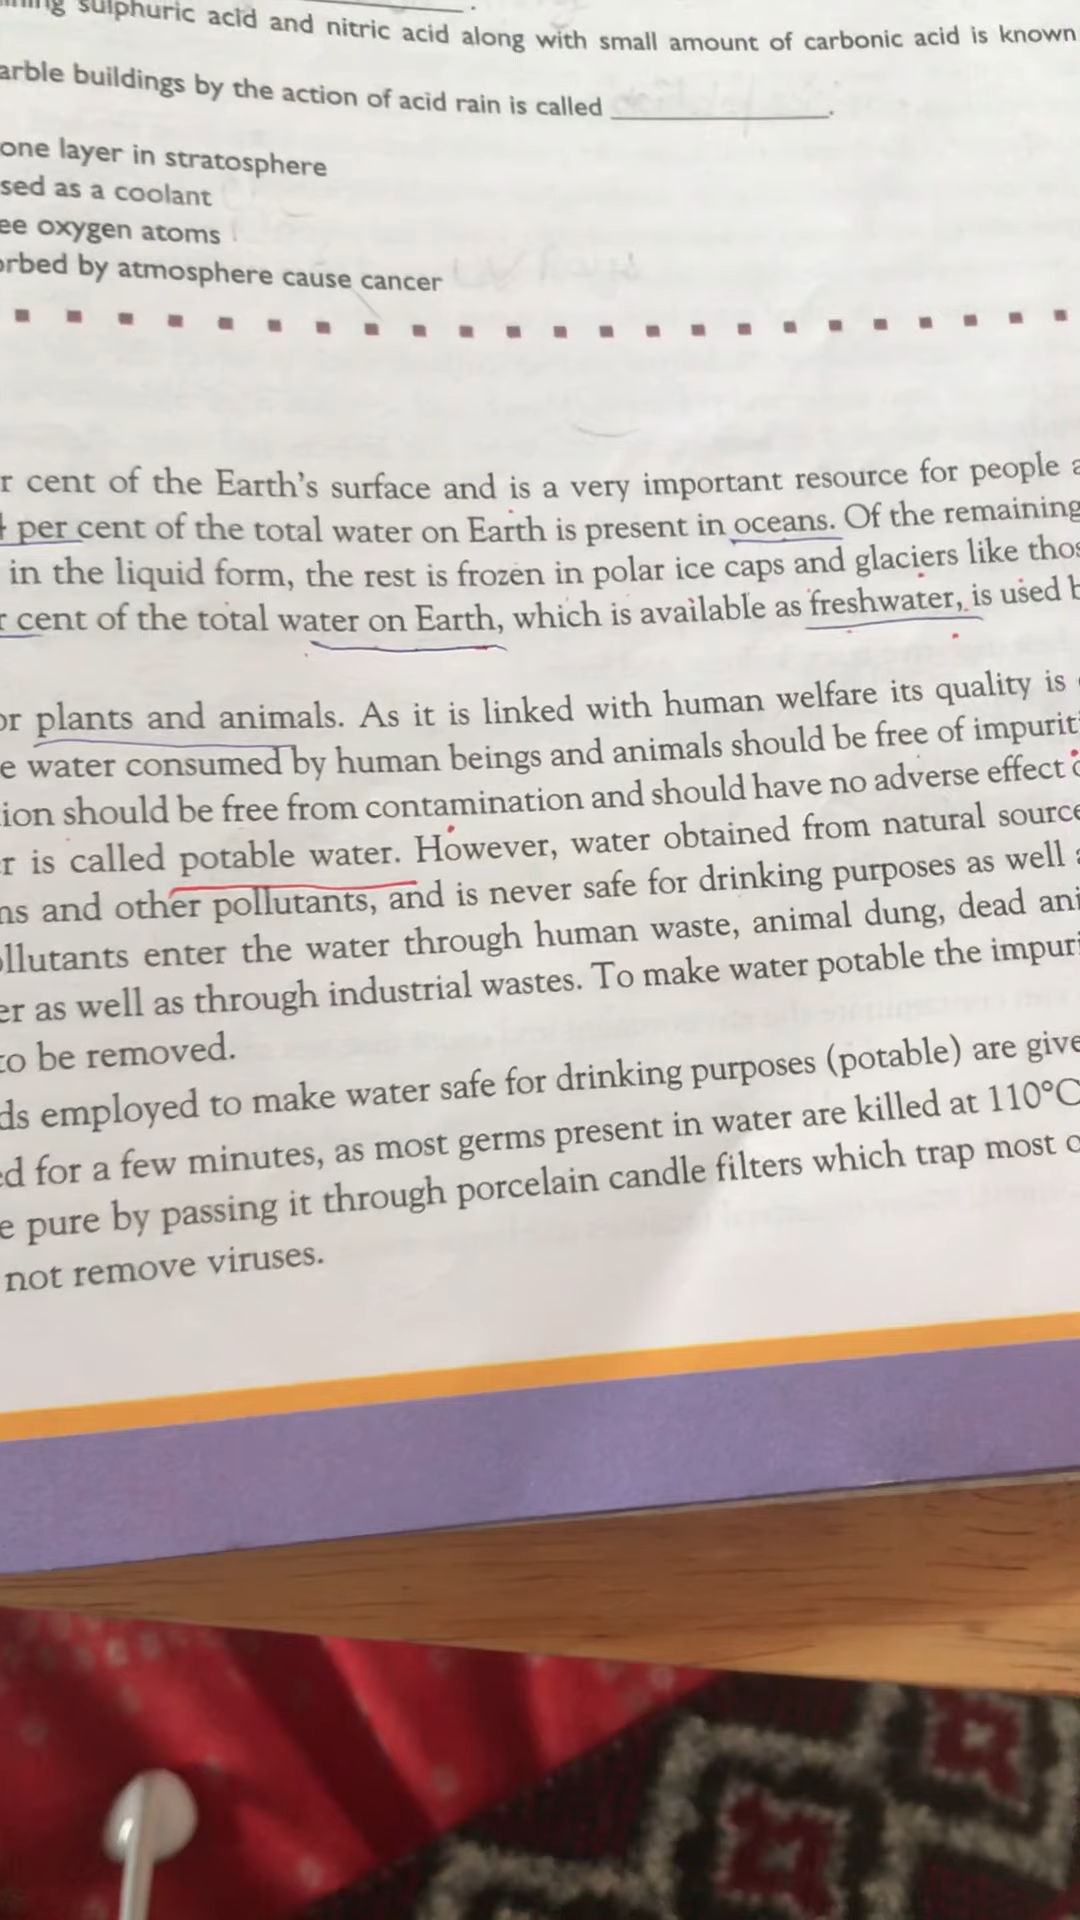 sulphuric acid and nitric acid along with small amount of carbonic acid is known
arble buildings by the action of acid rain is called ____________.
one layer in stratosphere
sed as a coolant
ee oxygen atoms
orbed by atmosphere cause cancer
r cent of the Earth's surface and is a very important resource for people
per cent of the total water on Earth is present in oceans. Of the remaining
in the liquid form, the rest is frozen in polar ice caps and glaciers like thos
r cent of the total water on Earth, which is available as freshwater, is used b
or plants and animals. As it is linked with human welfare its quality is
e water consumed by human beings and animals should be free of impurit
ion should be free from contamination and should have no adverse effect
r is called potable water. However, water obtained from natural source
ns and other pollutants, and is never safe for drinking purposes as well
ollutants enter the water through human waste, animal dung, dead ani
er as well as through industrial wastes. To make water potable the impuri
to be removed.
ds employed to make water safe for drinking purposes (potable) are give
ed for a few minutes, as most germs present in water are killed at 110°C
e pure by passing it through porcelain candle filters which trap most o
not remove viruses.